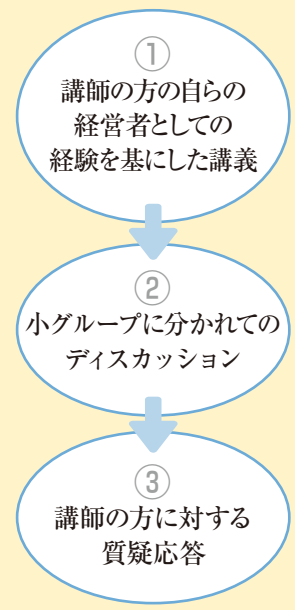 ①
講師の方の自らの
経営者としての
経験を基にした講義
②
小グループに分かれての
ディスカッション
③
講師の方に対する
質疑応答